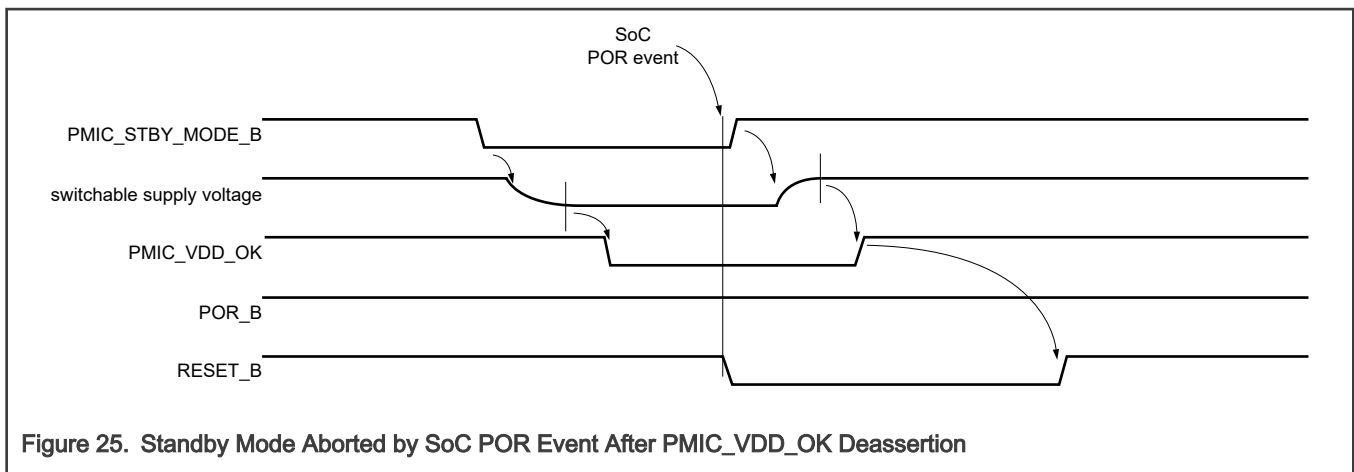 SoC
POR event
PMIC_STBY_MODE_B
switchable supply voltage
PMIC_VDD_OK
POR_B
RESET_B
Figure 25. Standby Mode Aborted by SoC POR Event After PMIC_VDD_OK Deassertion